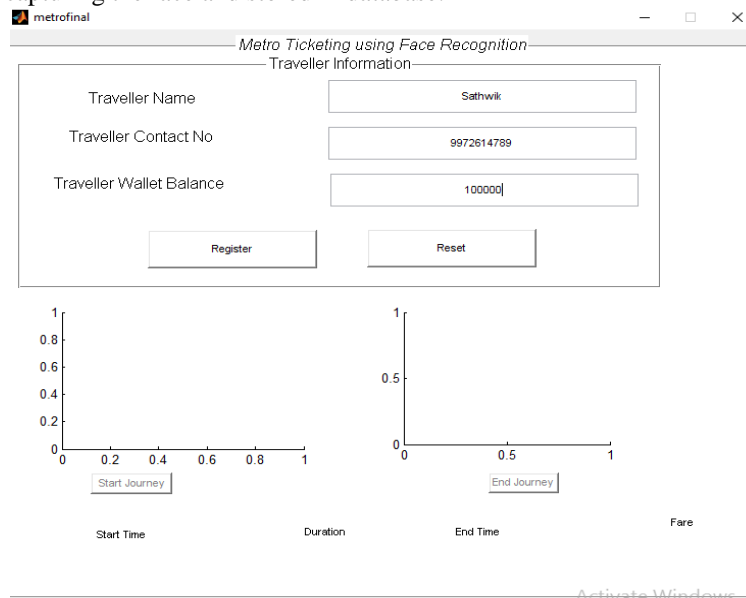 metrofinal
Metro Ticketing using Face Recognition
Traveller Information
Traveller Name Sathwik
Traveller Contact No 9972614789
Traveller Wallet Balance 100000
Register Reset
1 1
0.8
0.6
0.5
0.4
0.2
0 0
0 0.2 0.4 0.6 0.8 1 0 0.5 1
Start Journey End Journey
Start Time Duration End Time Fare
Activate Windows